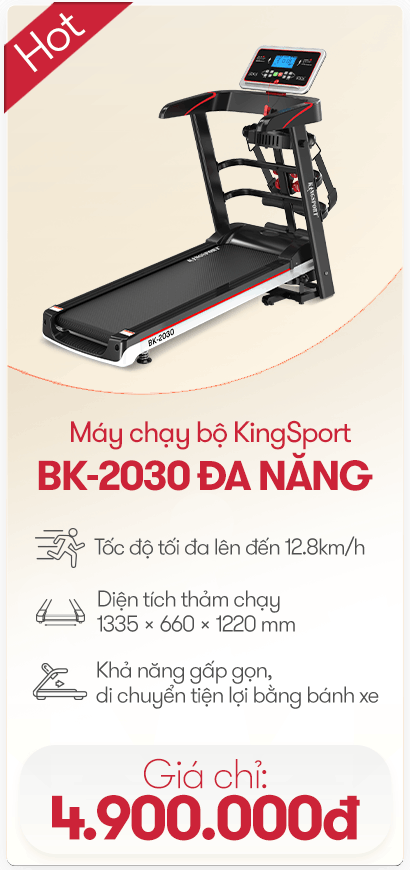 Hot
KINGSPORT
KINGSPORT
BK-2030
Máy chạy bộ KingSport
BK-2030 ĐA NĂNG
Tốc độ tối đa lên đến 12.8km/h
Diện tích thảm chạy
1335 × 660 × 1220 mm
Khả năng gấp gọn,
di chuyển tiện lợi bằng bánh xe
Giá chỉ:
4.900.000đ